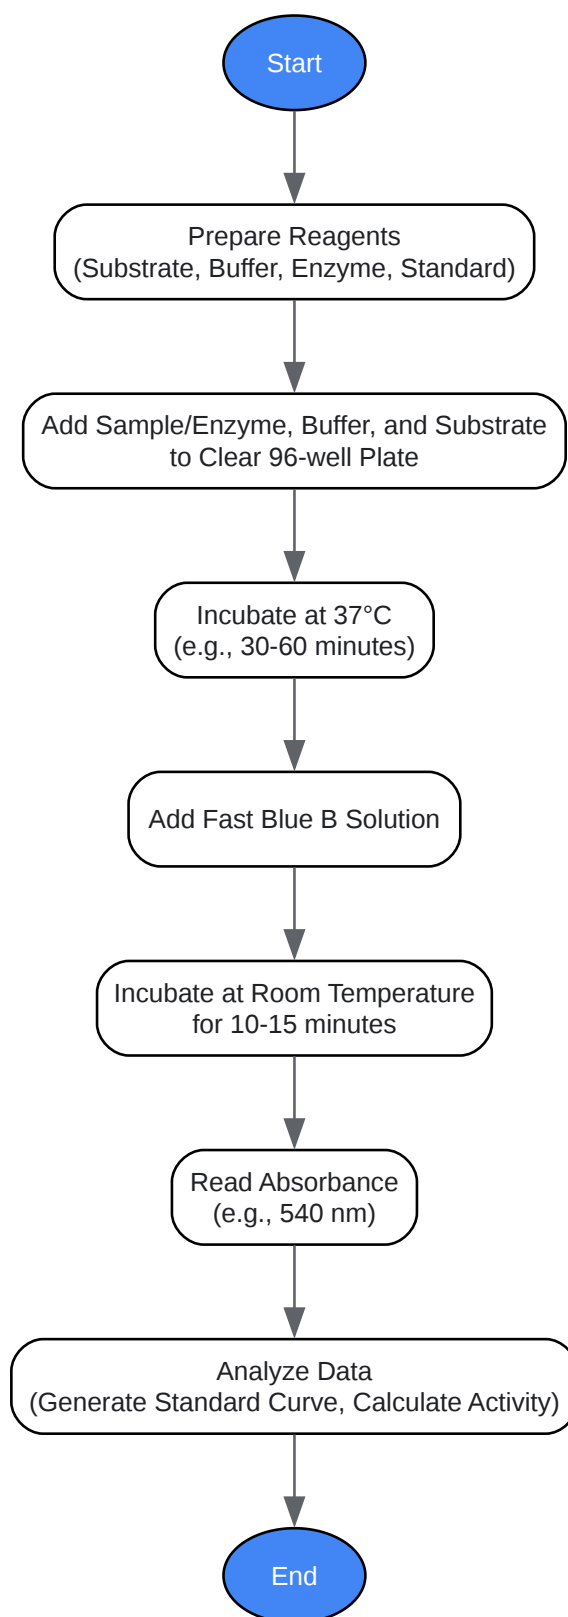 Start
Prepare Reagents
(Substrate, Buffer, Enzyme, Standard)
Add Sample/Enzyme, Buffer, and Substrate
to Clear 96-well Plate
Incubate at 37°C
(e.g., 30-60 minutes)
Add Fast Blue B Solution
Incubate at Room Temperature
for 10-15 minutes
Read Absorbance
(e.g., 540 nm)
Analyze Data
(Generate Standard Curve, Calculate Activity)
End